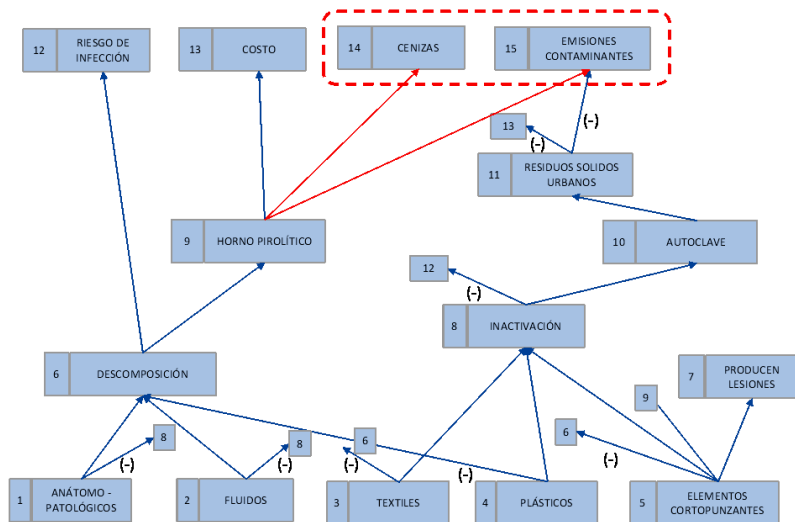 12
RIESGO DE
INFECCIÓN
13
COSTO
14
CENIZAS
15
EMISIONES
CONTAMINANTES
13
(-)
(-)
11
RESIDUOS SOLIDOS
URBANOS
9
HORNO PIROLÍTICO
10
AUTOCLAVE
12
(-)
8
INACTIVACIÓN
6
DESCOMPOSICIÓN
7
PRODUCEN
LESIONES
9
8
8
6
6
(-)
(-)
(-)
(-)
(-)
1
ANÁTOMO -
PATOLÓGICOS
2
FLUIDOS
3
TEXTILES
4
PLÁSTICOS
5
ELEMENTOS
CORTOPUNZANTES